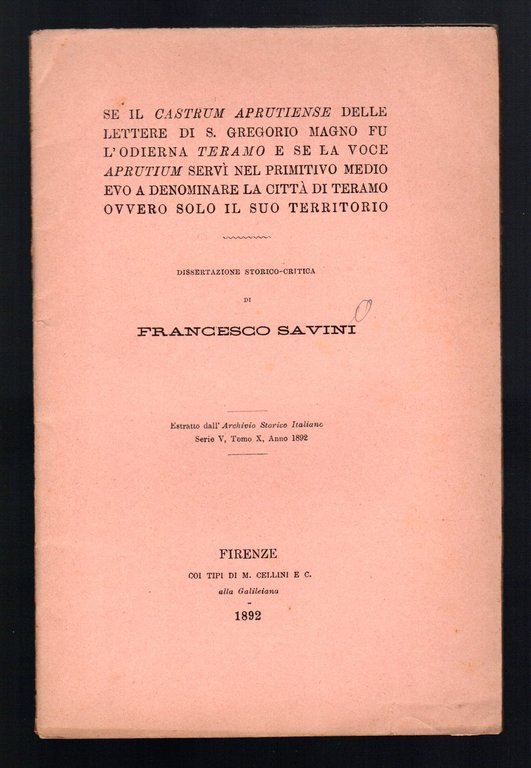 SE IL CASTRUM APRUTIENSE DELLE
LETTERE DI S. GREGORIO MAGNO FU
L'ODIERNA TERAMO E SE LA VOCE
APRUTIUM SERVÌ NEL PRIMITIVO MEDIO
EVO A DENOMINARE LA CITTÀ DI TERAMO
OVVERO SOLO IL SUO TERRITORIO
DISSERTAZIONE STORICO-CRITICA
DI
FRANCESCO SAVINI
Estratto dall'Archivio Storico Italiano
Serie V, Tomo X, Anno 1892
FIRENZE
COI TIPI DI M. CELLINI E C.
alla Galileiana
1892